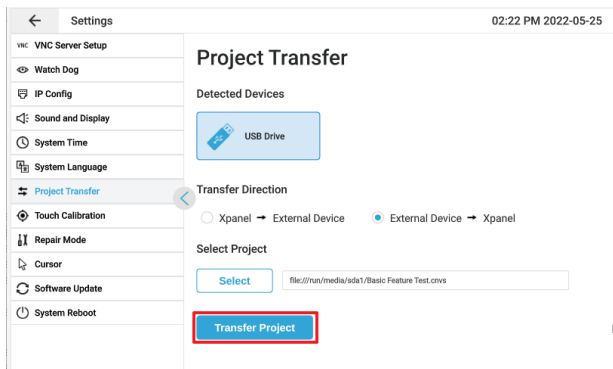 Settings
02:22 PM 2022-05-25
VNC VNC Server Setup
Watch Dog
IP Config
Sound and Display
System Time
System Language
Project Transfer
Touch Calibration
Repair Mode
Cursor
Software Update
System Reboot
Project Transfer
Detected Devices
USB Drive
Transfer Direction
Xpanel → External Device
External Device → Xpanel
Select Project
Select
file:///run/media/sda1/Basic Feature Test.cnvs
Transfer Project